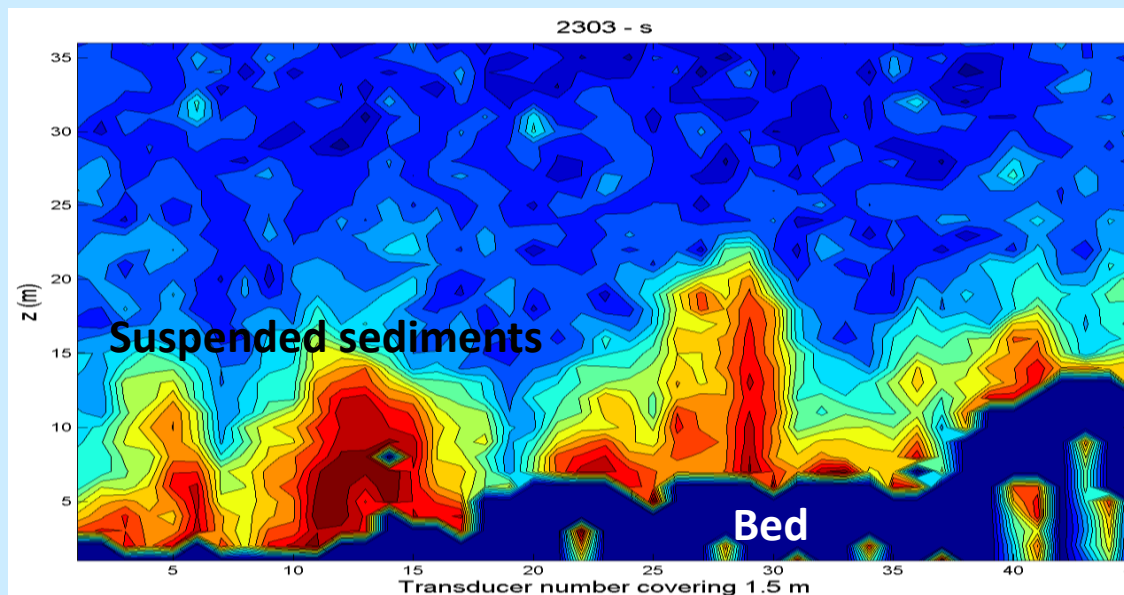 2303 - s
35
30
25
20
15
10
5
z (m)
Suspended sediments
Bed
5 10 15 20 25 30 35 40
Transducer number covering 1.5 m